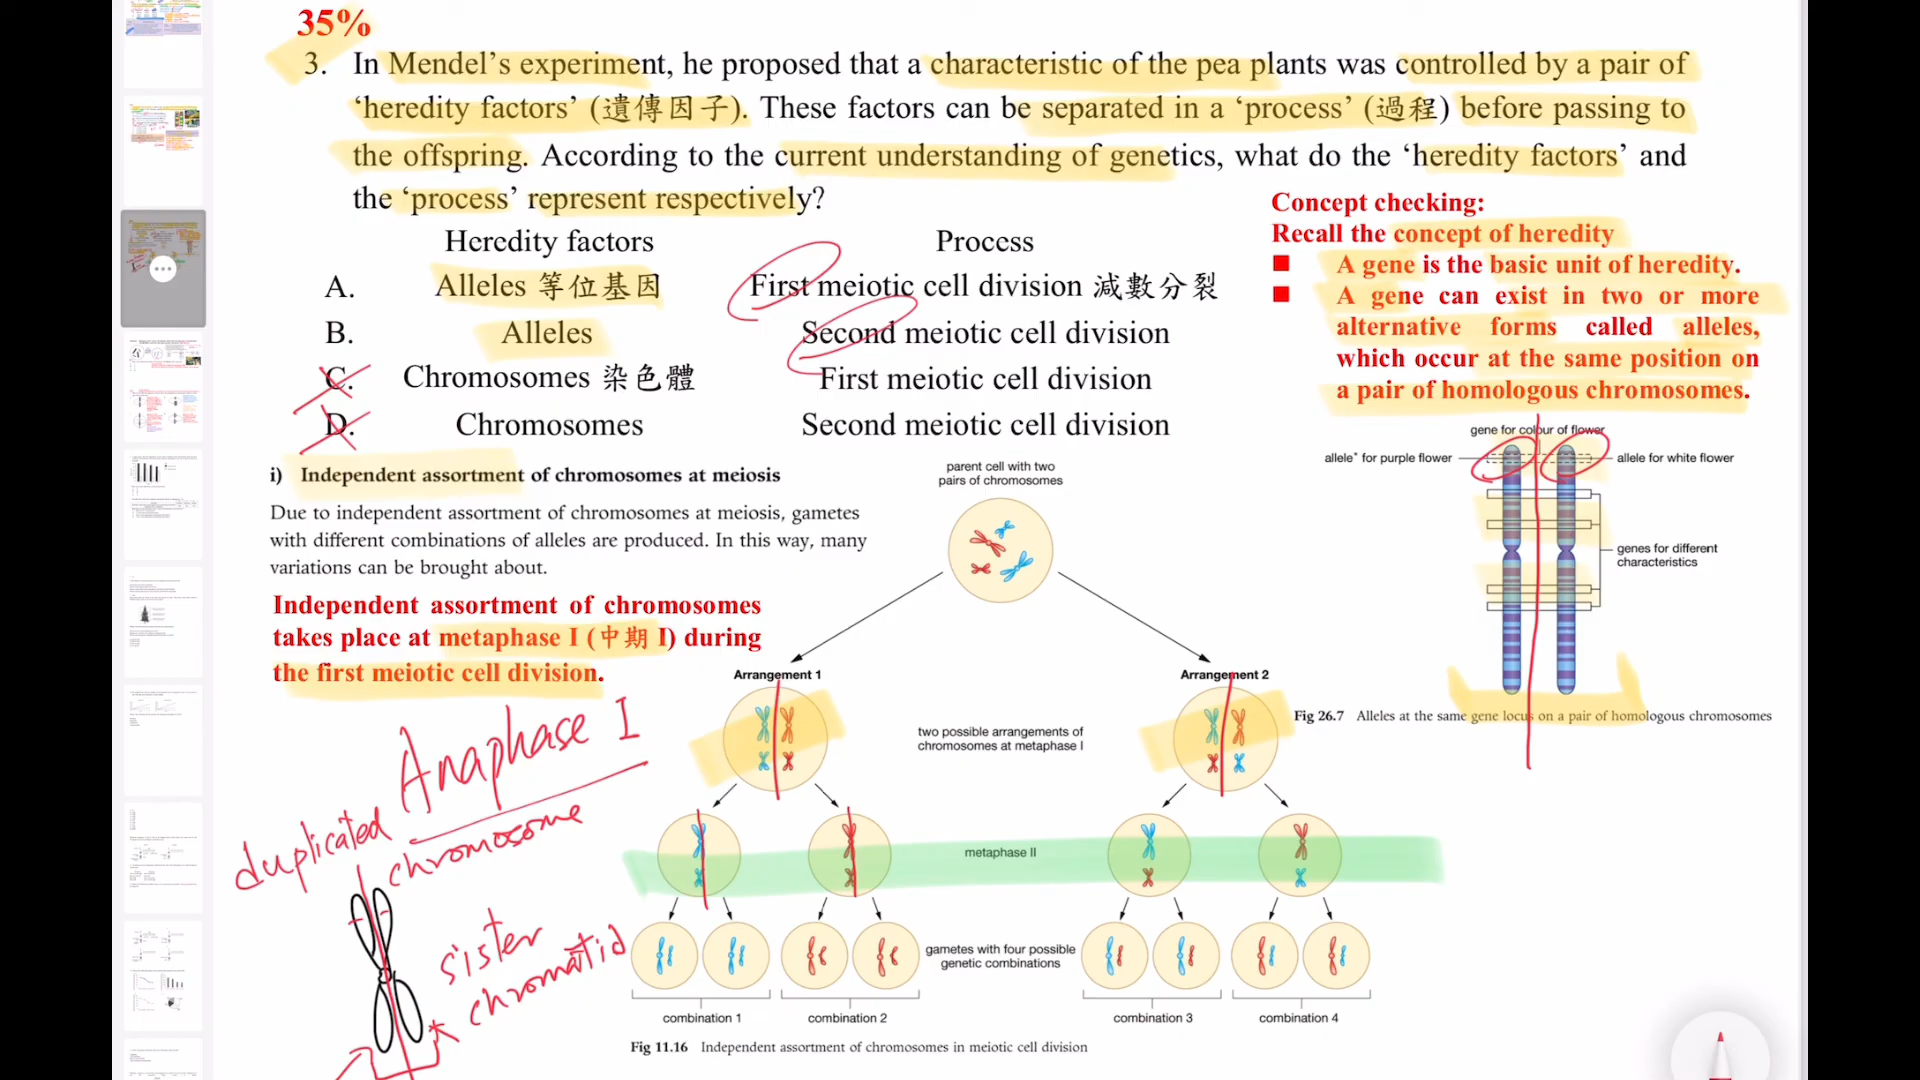 35%
3. In Mendel's experiment, he proposed that a characteristic of the pea plants was controlled by a pair of
'heredity factors' (遺傳因子). These factors can be separated in a 'process' (過程) before passing to
the offspring. According to the current understanding of genetics, what do the 'heredity factors' and
the 'process' represent respectively?
Heredity factors Process
A. Alleles 等位基因 First meiotic cell division 減數分裂
B. Alleles Second meiotic cell division
C. Chromosomes 染色體 First meiotic cell division
D. Chromosomes Second meiotic cell division
Concept checking:
Recall the concept of heredity
■ A gene is the basic unit of heredity.
■ A gene can exist in two or more
alternative forms called alleles,
which occur at the same position on
a pair of homologous chromosomes.
gene for colour of flower
allele* for purple flower
allele for white flower
genes for different
characteristics
Fig 26.7 Alleles at the same gene locus on a pair of homologous chromosomes
i) Independent assortment of chromosomes at meiosis
Due to independent assortment of chromosomes at meiosis, gametes
with different combinations of alleles are produced. In this way, many
variations can be brought about.
Independent assortment of chromosomes
takes place at metaphase I (中期 I) during
the first meiotic cell division.
Anaphase I
duplicated
chromosome
sister
chromatid
parent cell with two
pairs of chromosomes
Arrangement 1
Arrangement 2
two possible arrangements of
chromosomes at metaphase I
metaphase II
gametes with four possible
genetic combinations
combination 1
combination 2
combination 3
combination 4
Fig 11.16 Independent assortment of chromosomes in meiotic cell division